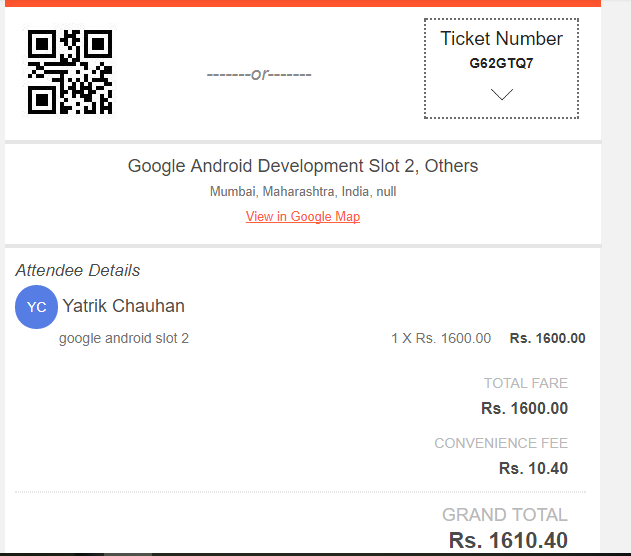 -------or-------
Ticket Number
G62GTQ7
Google Android Development Slot 2, Others
Mumbai, Maharashtra, India, null
View in Google Map
Attendee Details
YC Yatrik Chauhan
google android slot 2 1 X Rs. 1600.00 Rs. 1600.00
TOTAL FARE
Rs. 1600.00
CONVENIENCE FEE
Rs. 10.40
GRAND TOTAL
Rs. 1610.40